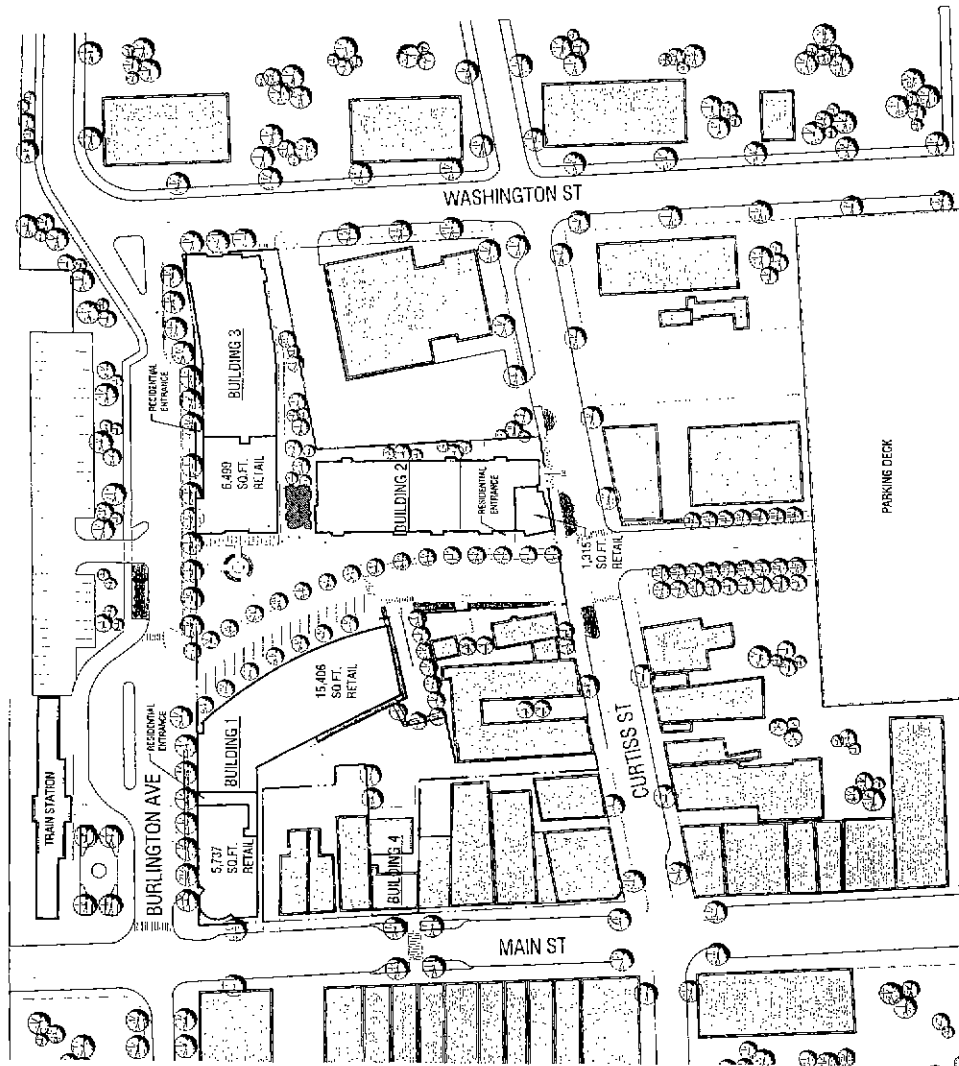 WASHINGTON ST
BUILDING 3
RESIDENTIAL
ENTRANCE
6,499
SQ.FT.
RETAIL
BUILDING 2
RESIDENTIAL
ENTRANCE
1,015
SQ.FT.
RETAIL
PARKING DECK
15,406
SQ.FT.
RETAIL
BUILDING 1
RESIDENTIAL
ENTRANCE
TRAIN STATION
BURLINGTON AVE
5,737
SQ.FT.
RETAIL
BUILDING 4
CURTISS ST
MAIN ST